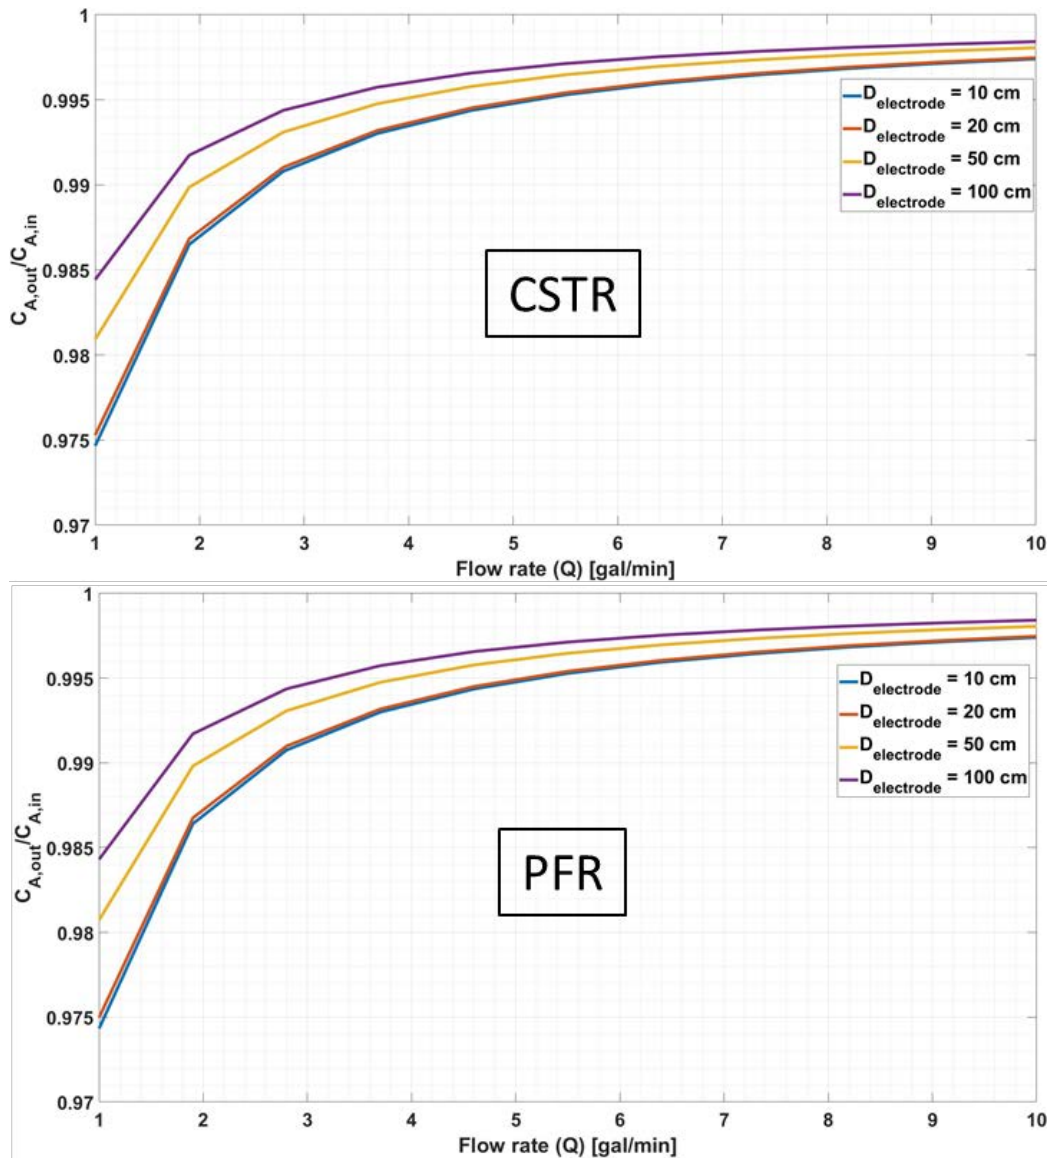 1
0.995
0.99
0.985
0.98
0.975
0.97
C_A,out/C_A,in
D_electrode = 10 cm
D_electrode = 20 cm
D_electrode = 50 cm
D_electrode = 100 cm
CSTR
1 2 3 4 5 6 7 8 9 10
Flow rate (Q) [gal/min]
1
0.995
0.99
0.985
0.98
0.975
0.97
C_A,out/C_A,in
D_electrode = 10 cm
D_electrode = 20 cm
D_electrode = 50 cm
D_electrode = 100 cm
PFR
1 2 3 4 5 6 7 8 9 10
Flow rate (Q) [gal/min]